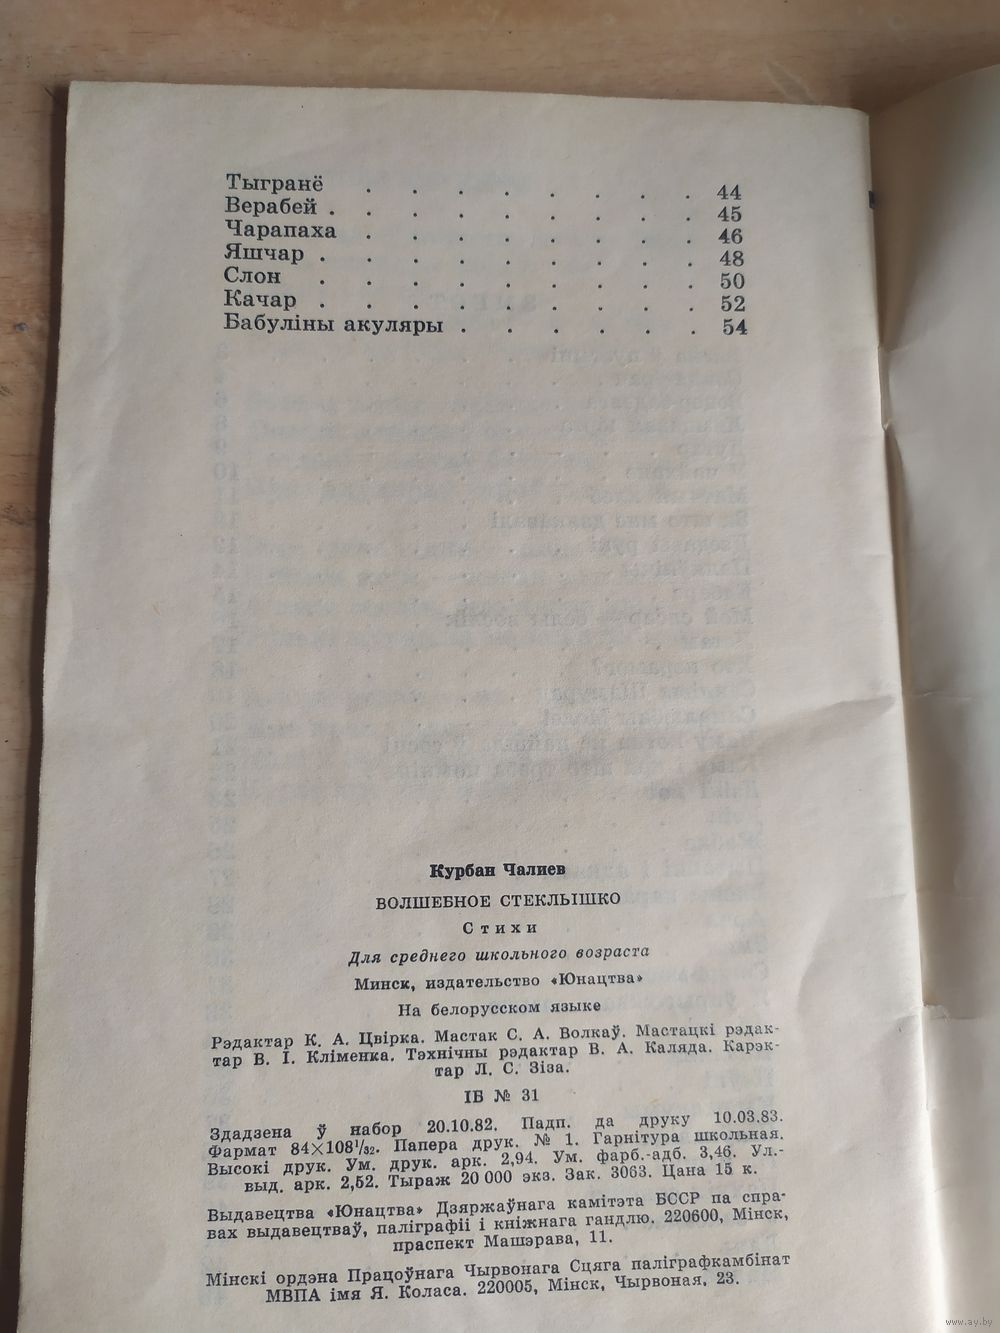 Тыгранё . . . . . . . . 44
Верабей . . . . . . . . . 45
Чарапаха . . . . . . . . 46
Яшчар . . . . . . . . . 48
Слон . . . . . . . . . 50
Качар . . . . . . . . . 52
Бабуліны акуляры . . . . . . 54
Курбан Чалиев
ВОЛШЕБНОЕ СТЕКЛЫШКО
Стихи
Для среднего школьного возраста
Минск, издательство «Юнацтва»
На белорусском языке
Рэдактар К. А. Цвірка. Мастак С. А. Волкаў. Мастацкі рэдак-
тар В. І. Кліменка. Тэхнічны рэдактар В. А. Каляда. Карэк-
тар Л. С. Зіза.
ІБ № 31
Здадзена ў набор 20.10.82. Падп. да друку 10.03.83.
Фармат 84×108¹/₃₂. Папера друк. № 1. Гарнітура школьная.
Высокі друк. Ум. друк. арк. 2,94. Ум. фарб.-адб. 3,46. Ул.-
выд. арк. 2,52. Тыраж 20 000 экз. Зак. 3063. Цана 15 к.
Выдавецтва «Юнацтва» Дзяржаўнага камітэта БССР па спра-
вах выдавецтваў, паліграфіі і кніжнага гандлю. 220600, Мінск,
праспект Машэрава, 11.
Мінскі ордэна Працоўнага Чырвонага Сцяга паліграфкамбінат
МВПА імя Я. Коласа. 220005, Мінск, Чырвоная, 23.
www.ay.by